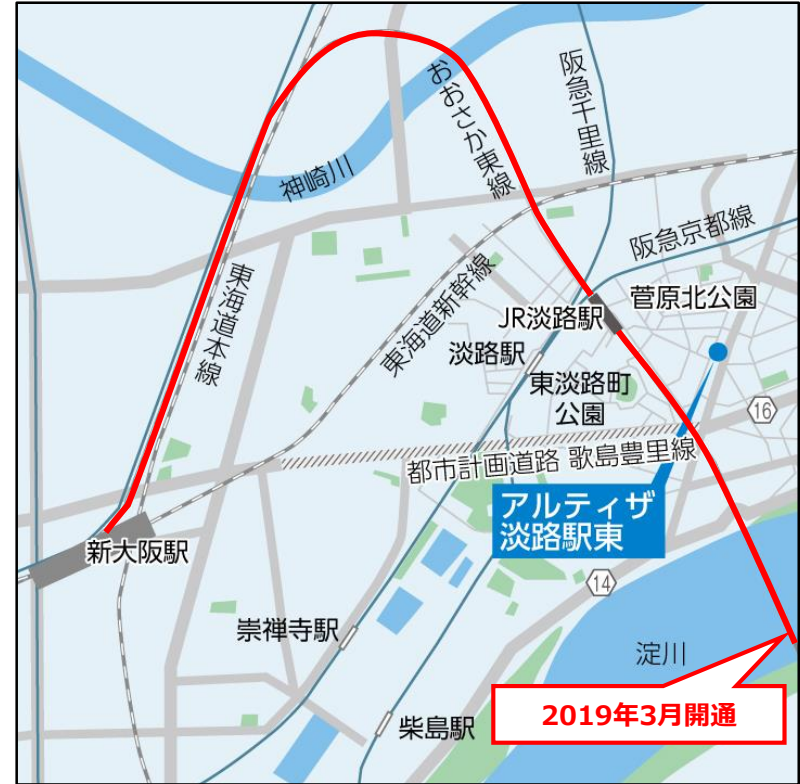 おおさか東線
阪急千里線
神崎川
阪急京都線
東海道本線
東海道新幹線
菅原北公園
JR淡路駅
淡路駅
東淡路町
公園
16
都市計画道路 歌島豊里線
アルティザ
淡路駅東
新大阪駅
14
崇禅寺駅
淀川
2019年3月開通
柴島駅